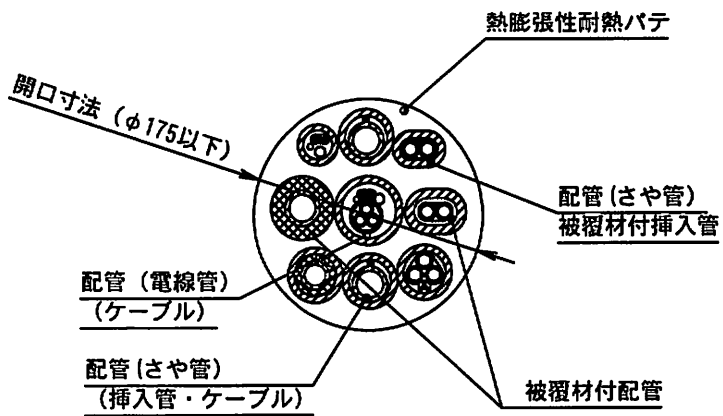 熱膨張性耐熱パテ
開口寸法（φ175以下）
配管(さや管)
被覆材付挿入管
配管（電線管）
（ケーブル）
配管(さや管)
（挿入管・ケーブル）
被覆材付配管